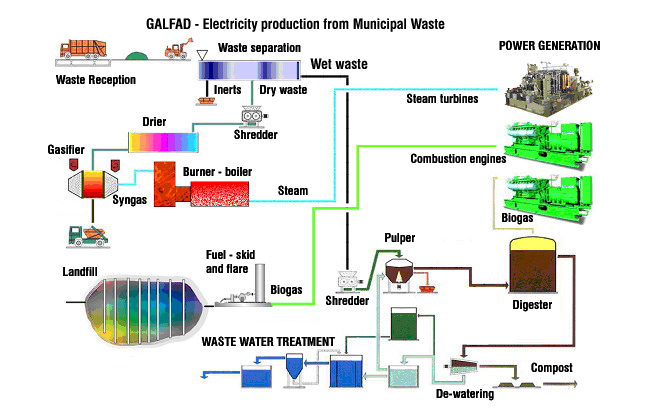 GALFAD - Electricity production from Municipal Waste
Waste separation
POWER GENERATION
Wet waste
Waste Reception
Inerts
Dry waste
Steam turbines
Drier
Shredder
Gasifier
Combustion engines
Burner - boiler
Steam
Syngas
Biogas
Pulper
Fuel - skid
and flare
Landfill
Biogas
Shredder
Digester
WASTE WATER TREATMENT
Compost
De-watering